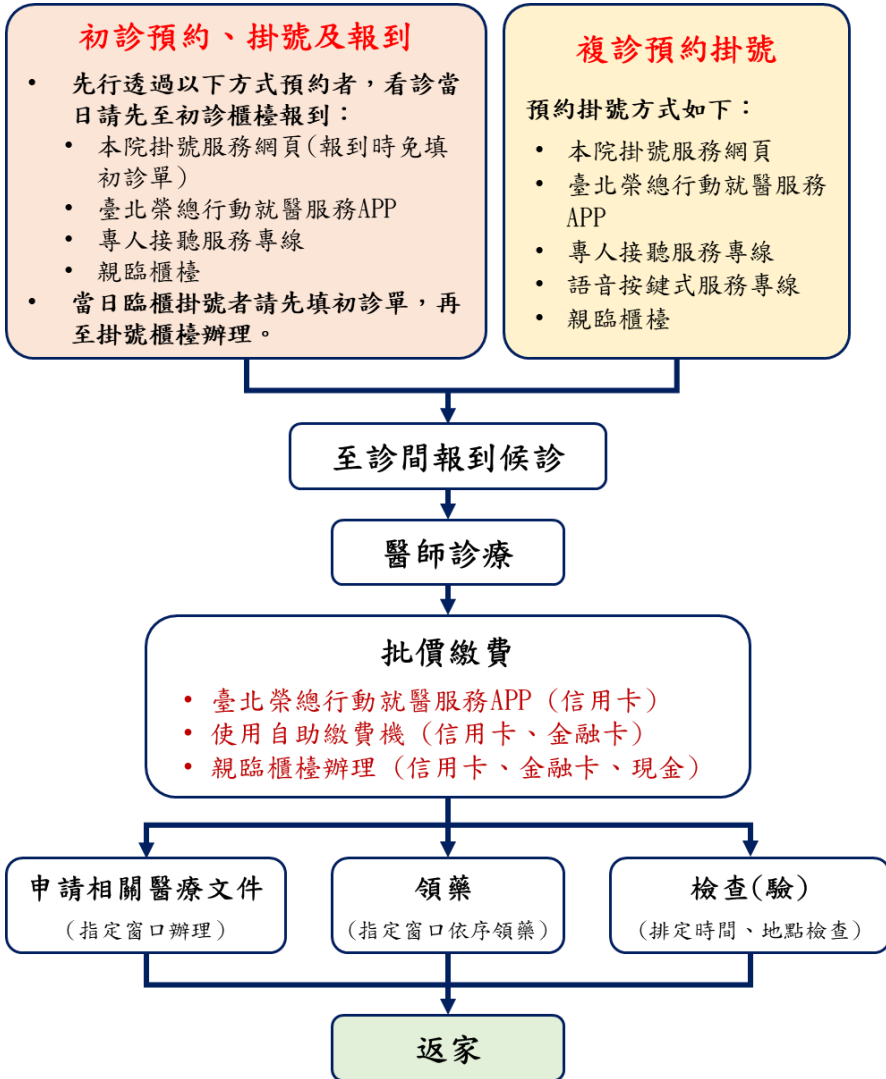 初診預約、掛號及報到
• 先行透過以下方式預約者，看診當
日請先至初診櫃檯報到：
• 本院掛號服務網頁(報到時免填
初診單)
• 臺北榮總行動就醫服務APP
• 專人接聽服務專線
• 親臨櫃檯
• 當日臨櫃掛號者請先填初診單，再
至掛號櫃檯辦理。
複診預約掛號
預約掛號方式如下：
• 本院掛號服務網頁
• 臺北榮總行動就醫服務
APP
• 專人接聽服務專線
• 語音按鍵式服務專線
• 親臨櫃檯
至診間報到候診
醫師診療
批價繳費
• 臺北榮總行動就醫服務APP (信用卡)
• 使用自助繳費機 (信用卡、金融卡)
• 親臨櫃檯辦理 (信用卡、金融卡、現金)
申請相關醫療文件
(指定窗口辦理)
領藥
(指定窗口依序領藥)
檢查(驗)
(排定時間、地點檢查)
返家